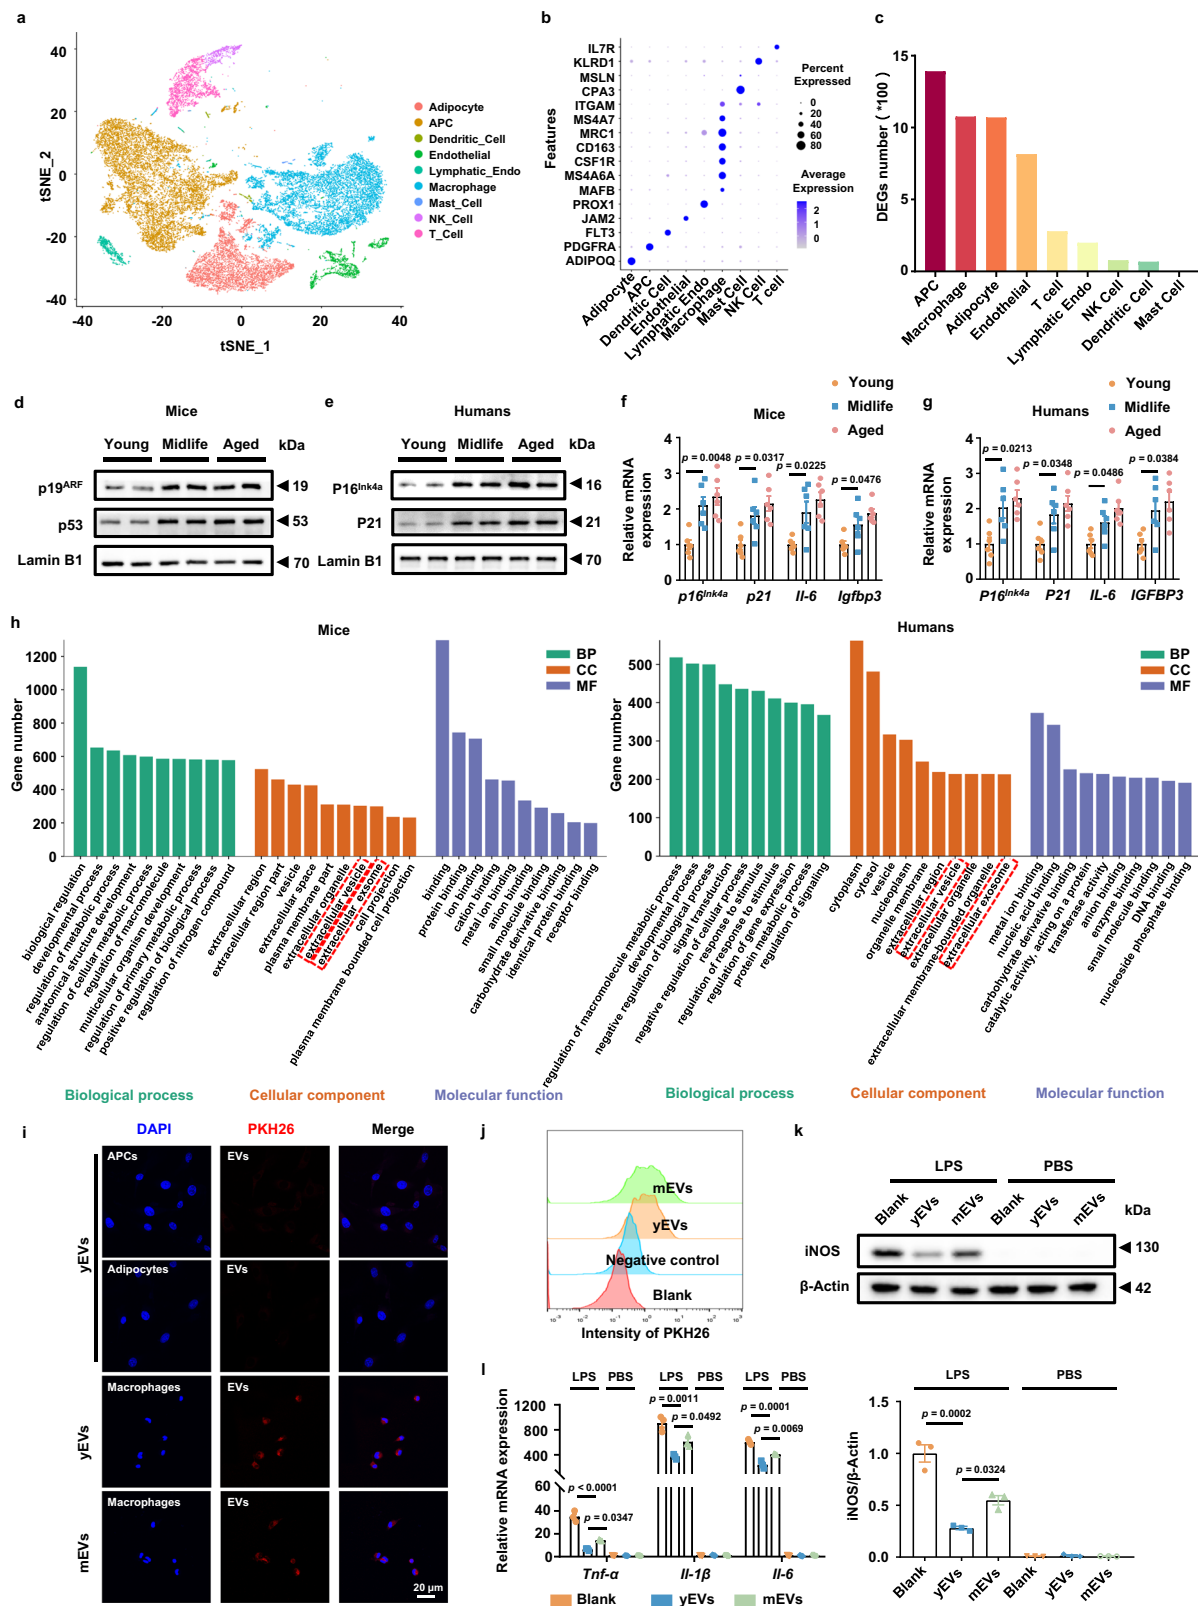 a
40
20
0
-20
-40
tSNE_2
-40
-20
0
20
40
tSNE_1
Adipocyte
APC
Dendritic_Cell
Endothelial
Lymphatic_Endo
Macrophage
Mast_Cell
NK_Cell
T_Cell
b
Features
IL7R
KLRD1
MSLN
CPA3
ITGAM
MS4A7
MRC1
CD163
CSF1R
MS4A6A
MAFB
PROX1
JAM2
FLT3
PDGFRA
ADIPOQ
Adipocyte
APC
Dendritic Cell
Endothelial
Lymphatic Endo
Macrophage
Mast Cell
NK Cell
T cell
Percent
Expressed
0
20
40
60
80
Average
Expression
2
1
0
c
DEGs number ( *100)
15
10
5
0
APC
Macrophage
Adipocyte
Endothelial
T cell
Lymphatic Endo
NK Cell
Dendritic Cell
Mast Cell
d
Mice
Young Midlife Aged kDa
p19ARF 19
p53 53
Lamin B1 70
e
Humans
Young Midlife Aged kDa
P16Ink4a 16
P21 21
Lamin B1 70
f
Mice
Young
Midlife
Aged
Relative mRNA
expression
4
3
2
1
0
p = 0.0048
p = 0.0317
p = 0.0225
p = 0.0476
p16Ink4a p21 Il-6 Igfbp3
g
Humans
Young
Midlife
Aged
Relative mRNA
expression
4
2
0
p = 0.0213
p = 0.0348
p = 0.0486
p = 0.0384
P16Ink4a P21 IL-6 IGFBP3
h
Mice
Gene number
1200
1000
800
600
400
200
0
BP
CC
MF
biological regulation
developmental process
regulation of metabolic process
anatomical structure development
regulation of cellular metabolic process
regulation of macromolecule
multicellular organism development
regulation of primary metabolic process
positive regulation of biological process
regulation of nitrogen compound
extracellular region
extracellular region part
vesicle
extracellular space
extracellular part
plasma membrane part
extracellular organelle
extracellular vesicle
extracellular exsome
cell projection
plasma membrane bounded cell projection
binding
protein binding
ion binding
cation binding
metal ion binding
anion binding
small molecule binding
carbohydrate derivative binding
identical protein binding
receptor binding
Biological process
Cellular component
Molecular function
Humans
Gene number
500
400
300
200
100
0
BP
CC
MF
regulation of macromolecule metabolic process
developmental process
negative regulation of biological process
signal transduction
negative regulation of cellular process
response to stimulus
regulation of response to stimulus
regulation of gene expression
protein metabolic process
regulation of signaling
cytoplasm
cytosol
vesicle
nucleoplasm
organelle membrane
extracellular region
extracellular vesicle
extracellular organelle
extracellular membrane-bounded organelle
extracellular exosome
metal ion binding
nucleic acid binding
carbohydrate derivative binding
catalytic activity, acting on a protein
transferase activity
anion binding
enzyme binding
small molecule binding
DNA binding
nucleoside phosphate binding
Biological process
Cellular component
Molecular function
i
DAPI PKH26 Merge
yEVs
APCs EVs
Adipocytes EVs
yEVs
Macrophages EVs
mEVs
Macrophages EVs
20 μm
j
mEVs
yEVs
Negative control
Blank
10-3 10-2 10-1 100 101 102 103
Intensity of PKH26
k
LPS PBS
Blank yEVs mEVs Blank yEVs mEVs kDa
iNOS 130
β-Actin 42
LPS PBS
iNOS/β-Actin
1.5
1.0
0.5
0.0
p = 0.0002
p = 0.0324
Blank yEVs mEVs Blank yEVs mEVs
l
LPS PBS LPS PBS LPS PBS
Relative mRNA expression
1200
800
400
60
40
20
0
p < 0.0001
p = 0.0347
p = 0.0011
p = 0.0492
p = 0.0001
p = 0.0069
Tnf-α Il-1β Il-6
Blank yEVs mEVs